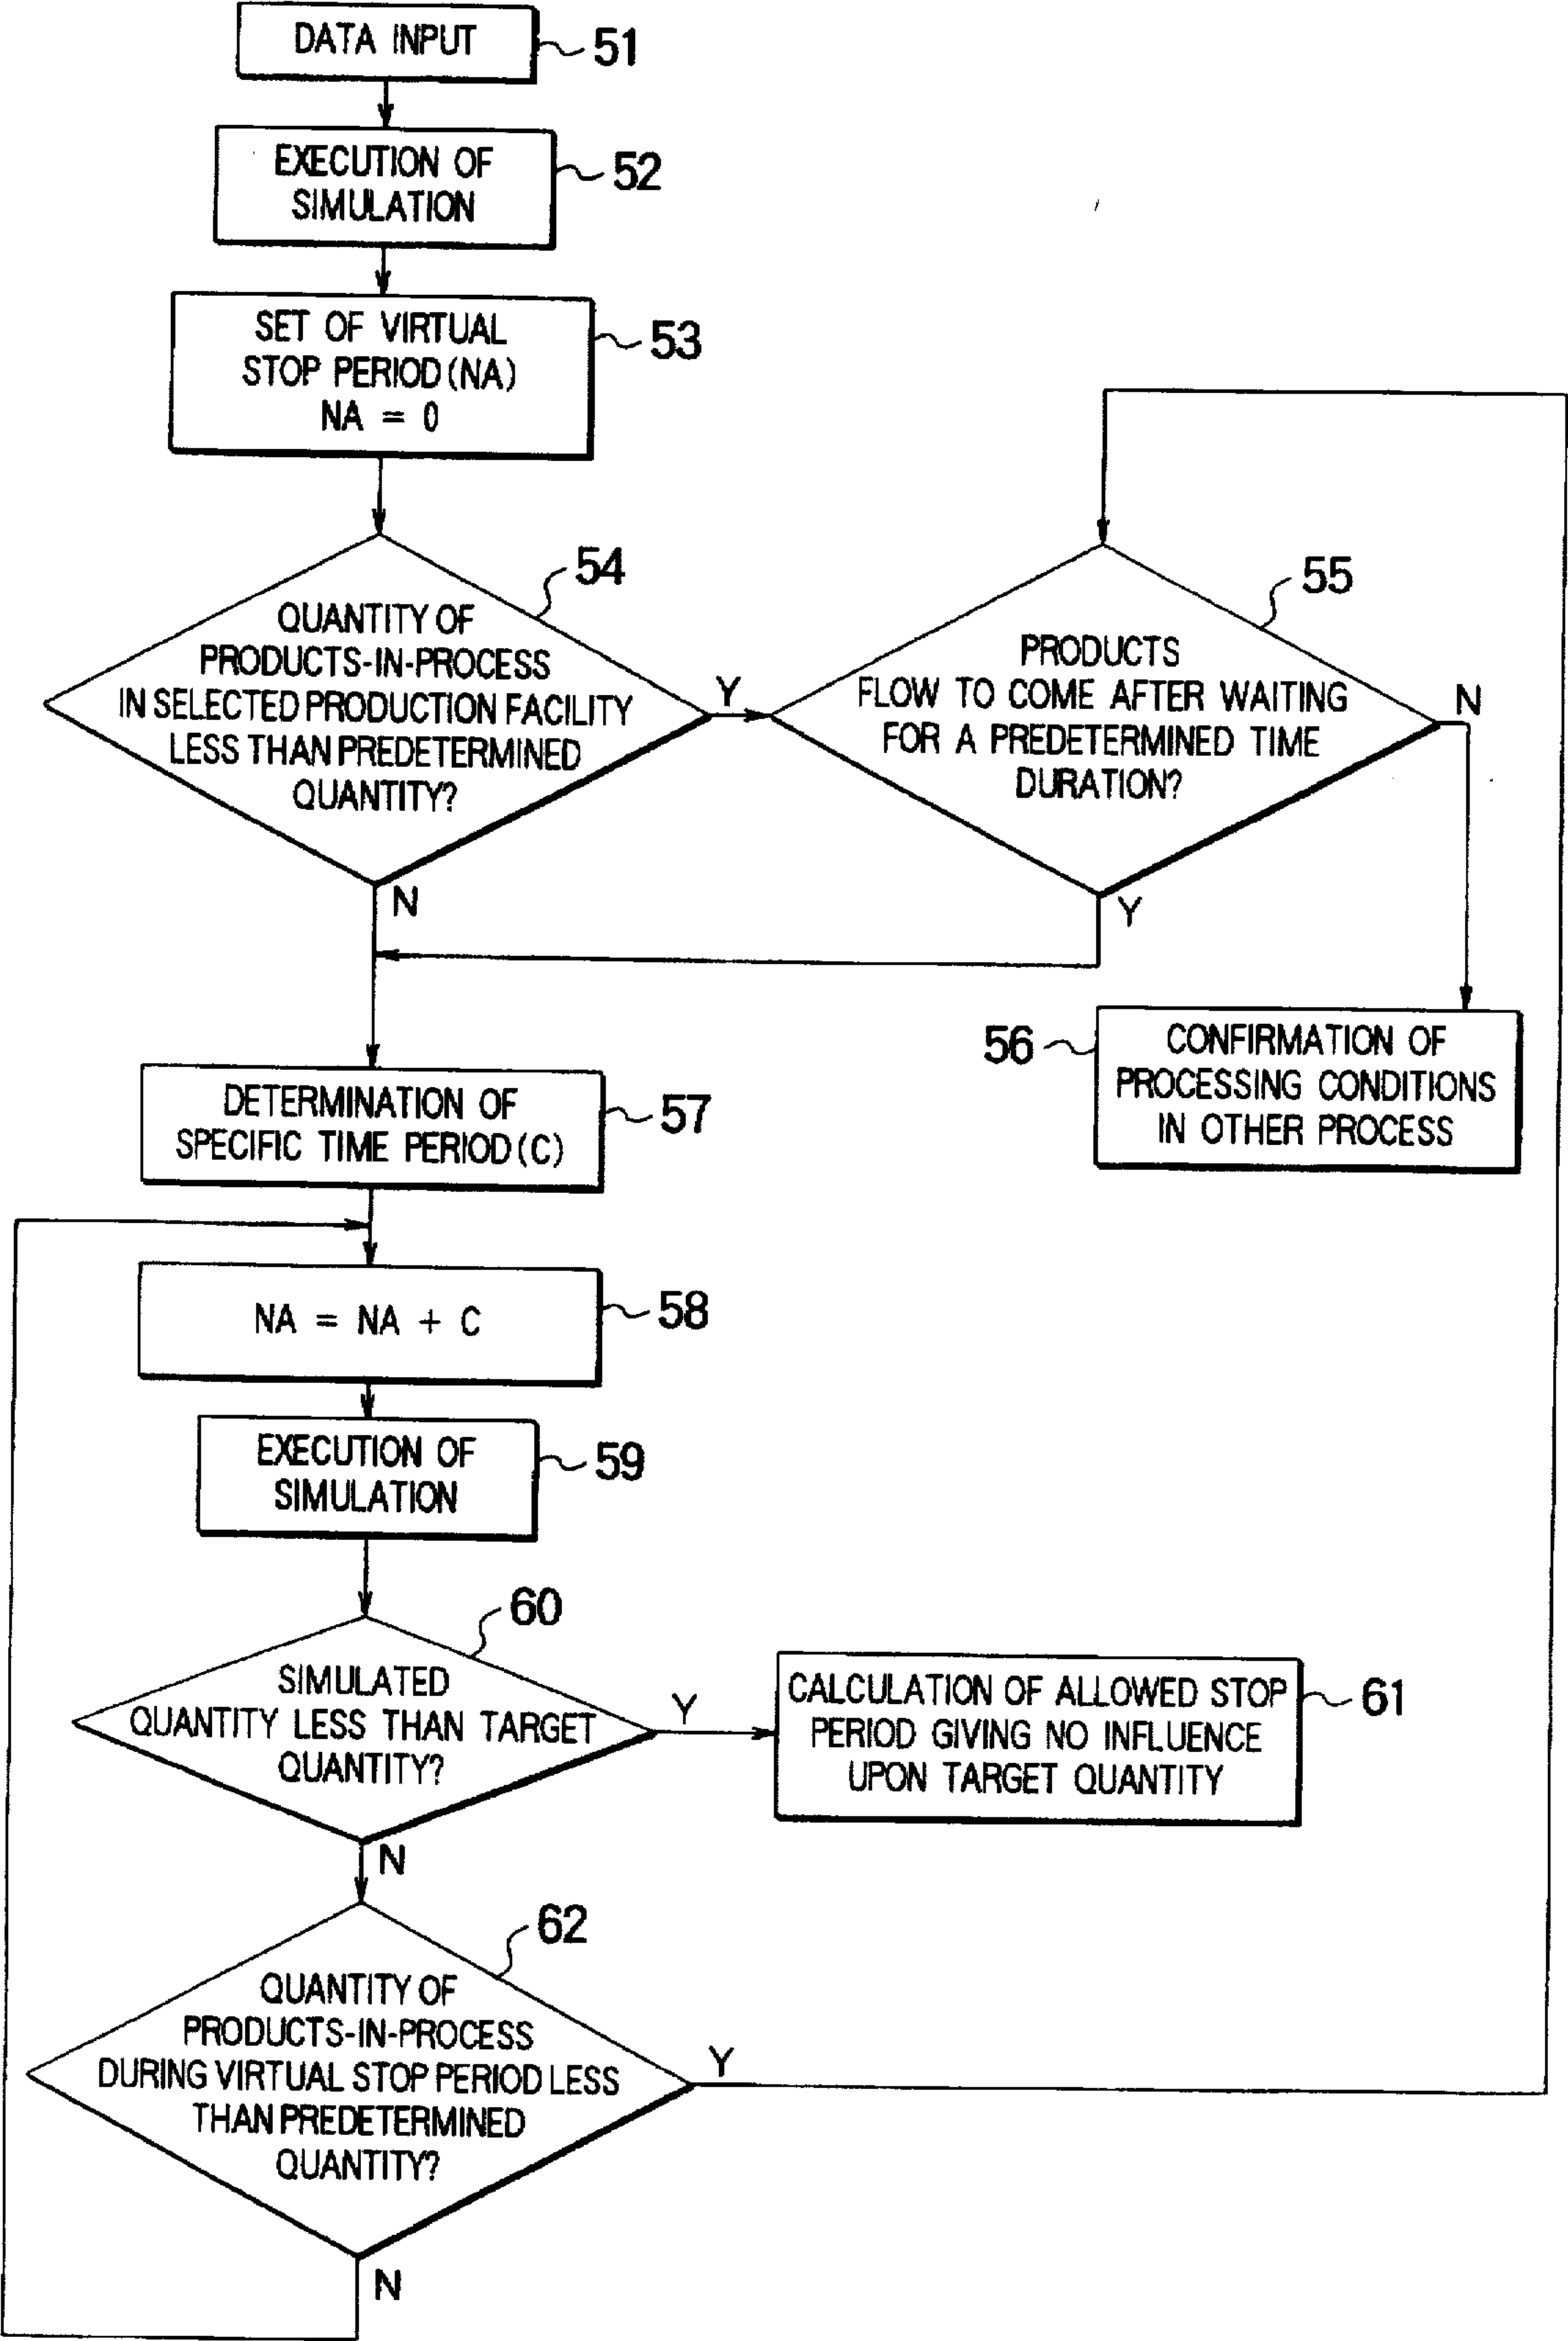 DATA INPUT
51
EXECUTION OF
SIMULATION
52
SET OF VIRTUAL
STOP PERIOD(NA)
NA = 0
53
54
QUANTITY OF
PRODUCTS-IN-PROCESS
IN SELECTED PRODUCTION FACILITY
LESS THAN PREDETERMINED
QUANTITY?
Y
N
55
PRODUCTS
FLOW TO COME AFTER WAITING
FOR A PREDETERMINED TIME
DURATION?
N
Y
56
CONFIRMATION OF
PROCESSING CONDITIONS
IN OTHER PROCESS
DETERMINATION OF
SPECIFIC TIME PERIOD(C)
57
NA = NA + C
58
EXECUTION OF
SIMULATION
59
60
SIMULATED
QUANTITY LESS THAN TARGET
QUANTITY?
Y
N
CALCULATION OF ALLOWED STOP
PERIOD GIVING NO INFLUENCE
UPON TARGET QUANTITY
61
62
QUANTITY OF
PRODUCTS-IN-PROCESS
DURING VIRTUAL STOP PERIOD LESS
THAN PREDETERMINED
QUANTITY?
Y
N